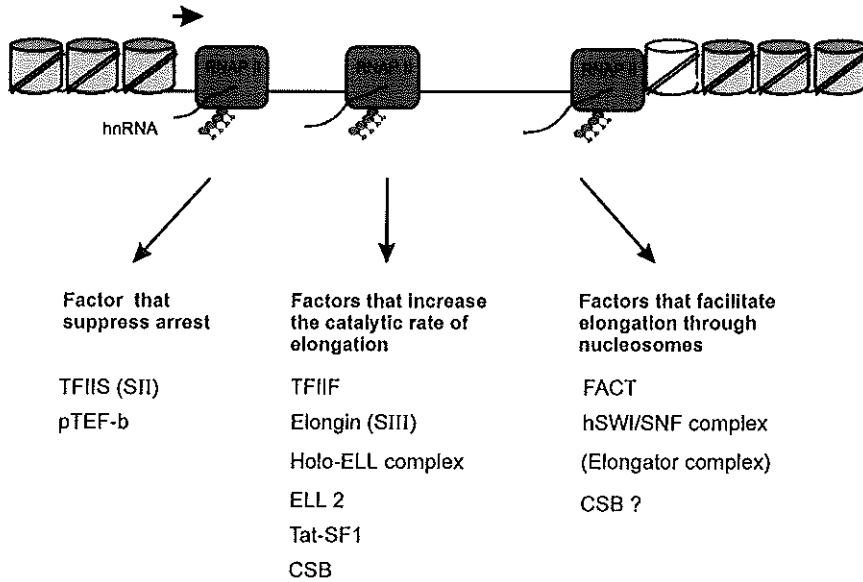 RNAP II
RNAP II
RNAP II
hnRNA
Factor that
suppress arrest
TFIIS (SII)
pTEF-b
Factors that increase
the catalytic rate of
elongation
TFIIF
Elongin (SIII)
Holo-ELL complex
ELL 2
Tat-SF1
CSB
Factors that facilitate
elongation through
nucleosomes
FACT
hSWI/SNF complex
(Elongator complex)
CSB ?